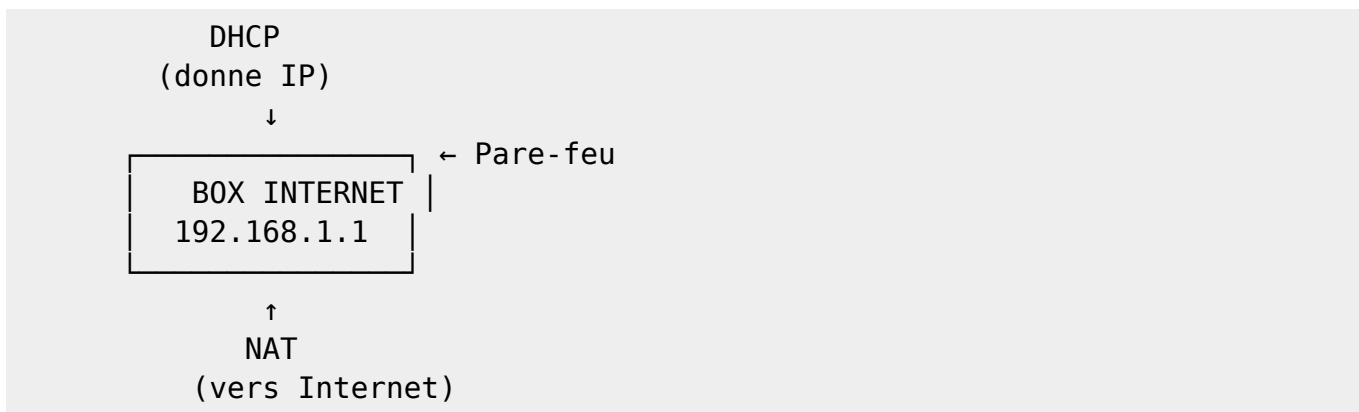 DHCP
(donne IP)
↓
← Pare-feu
BOX INTERNET
192.168.1.1
↑
NAT
(vers Internet)